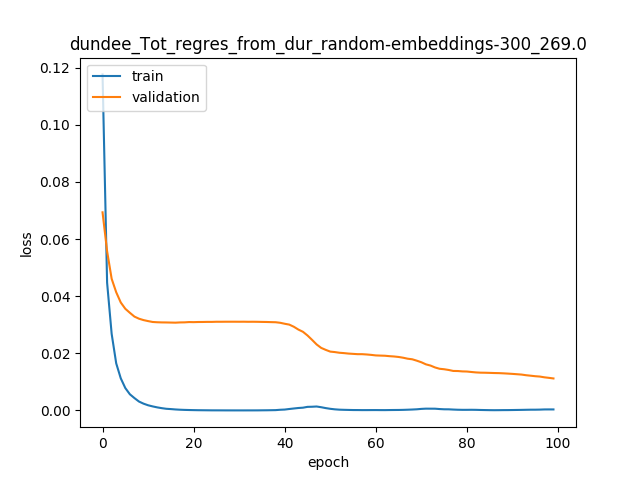 dundee_Tot_regres_from_dur_random-embeddings-300_269.0
train
validation
0.12
0.10
0.08
0.06
0.04
0.02
0.00
loss
0 20 40 60 80 100
epoch